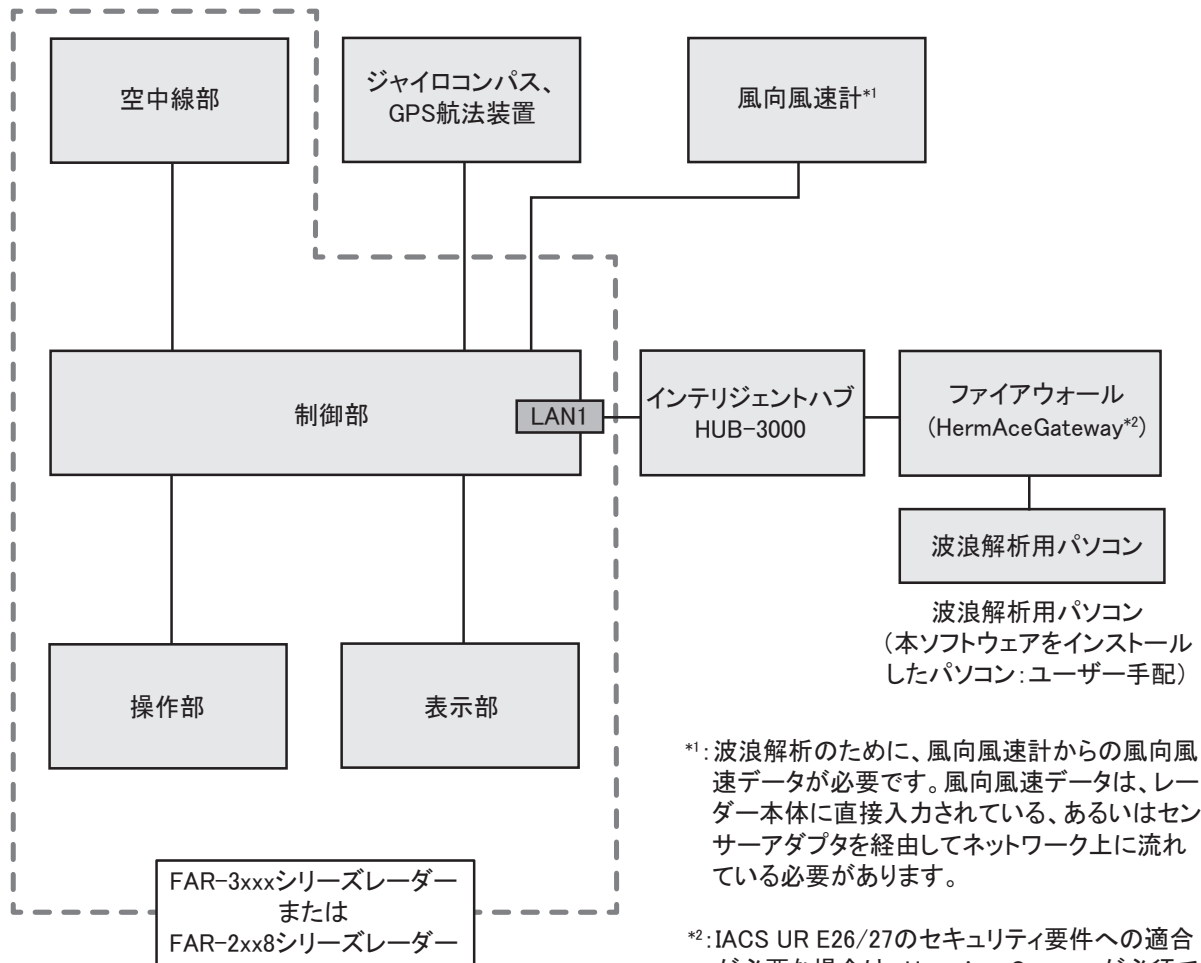 空中線部
ジャイロコンパス、
GPS航法装置
風向風速計*1
制御部
LAN1
インテリジェントハブ
HUB-3000
ファイアウォール
(HermAceGateway*2)
波浪解析用パソコン
波浪解析用パソコン
(本ソフトウェアをインストール
したパソコン:ユーザー手配)
操作部
表示部
*1:波浪解析のために、風向風速計からの風向風
速データが必要です。風向風速データは、レー
ダー本体に直接入力されている、あるいはセン
サーアダプタを経由してネットワーク上に流れ
ている必要があります。
FAR-3xxxシリーズレーダー
または
FAR-2xx8シリーズレーダー
*2:IACS UR E26/27のセキュリティ要件への適合